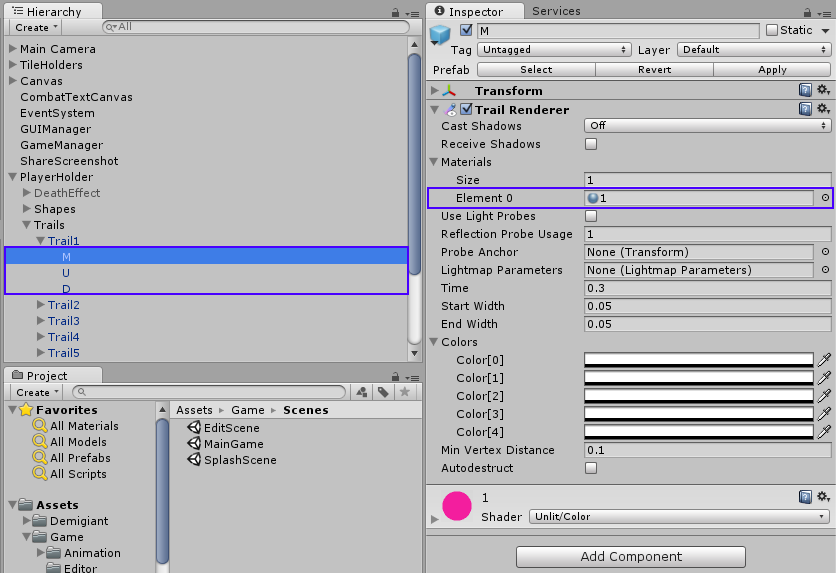 Hierarchy
Create
All
Main Camera
TileHolders
Canvas
CombatTextCanvas
EventSystem
GUIManager
GameManager
ShareScreenshot
PlayerHolder
DeathEffect
Shapes
Trails
Trail1
M
U
D
Trail2
Trail3
Trail4
Trail5
Project
Create
Favorites
All Materials
All Models
All Prefabs
All Scripts
Assets
Demigiant
Game
Animation
Editor
Assets Game Scenes
EditScene
MainGame
SplashScene
Inspector Services
M Static
Tag Untagged Layer Default
Prefab Select Revert Apply
Transform
Trail Renderer
Cast Shadows Off
Receive Shadows
Materials
Size 1
Element 0 1
Use Light Probes
Reflection Probe Usage 1
Probe Anchor None (Transform)
Lightmap Parameters None (Lightmap Parameters)
Time 0.3
Start Width 0.05
End Width 0.05
Colors
Color[0]
Color[1]
Color[2]
Color[3]
Color[4]
Min Vertex Distance 0.1
Autodestruct
1
Shader Unlit/Color
Add Component